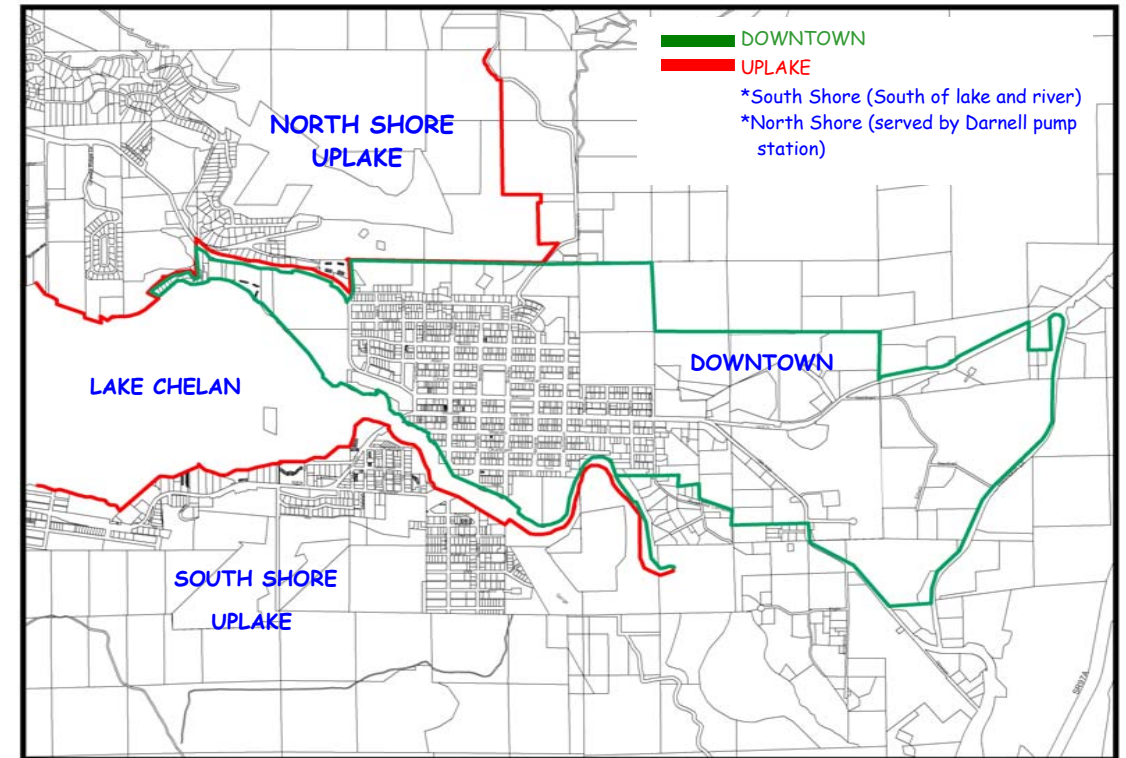 DOWNTOWN
UPLAKE
*South Shore (South of lake and river)
*North Shore (served by Darnell pump
station)
NORTH SHORE
UPLAKE
DOWNTOWN
LAKE CHELAN
SOUTH SHORE
UPLAKE
SR97A